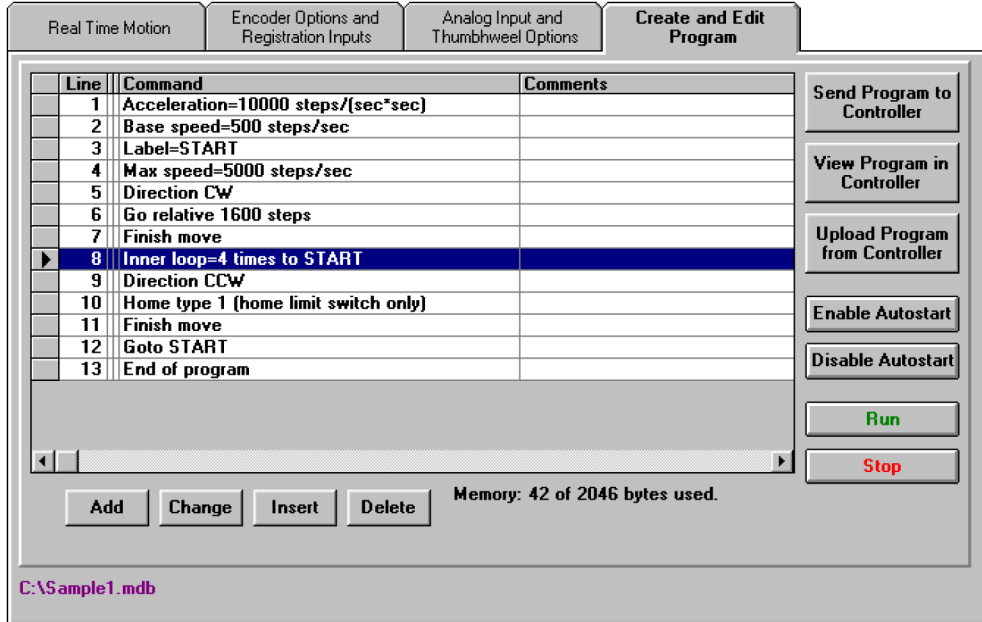 Real Time Motion
Encoder Options and
Registration Inputs
Analog Input and
Thumbhweel Options
Create and Edit
Program
Line Command Comments
1 Acceleration=10000 steps/(sec*sec)
2 Base speed=500 steps/sec
3 Label=START
4 Max speed=5000 steps/sec
5 Direction CW
6 Go relative 1600 steps
7 Finish move
8 Inner loop=4 times to START
9 Direction CCW
10 Home type 1 (home limit switch only)
11 Finish move
12 Goto START
13 End of program
Send Program to
Controller
View Program in
Controller
Upload Program
from Controller
Enable Autostart
Disable Autostart
Run
Stop
Add Change Insert Delete
Memory: 42 of 2046 bytes used.
C:\Sample1.mdb